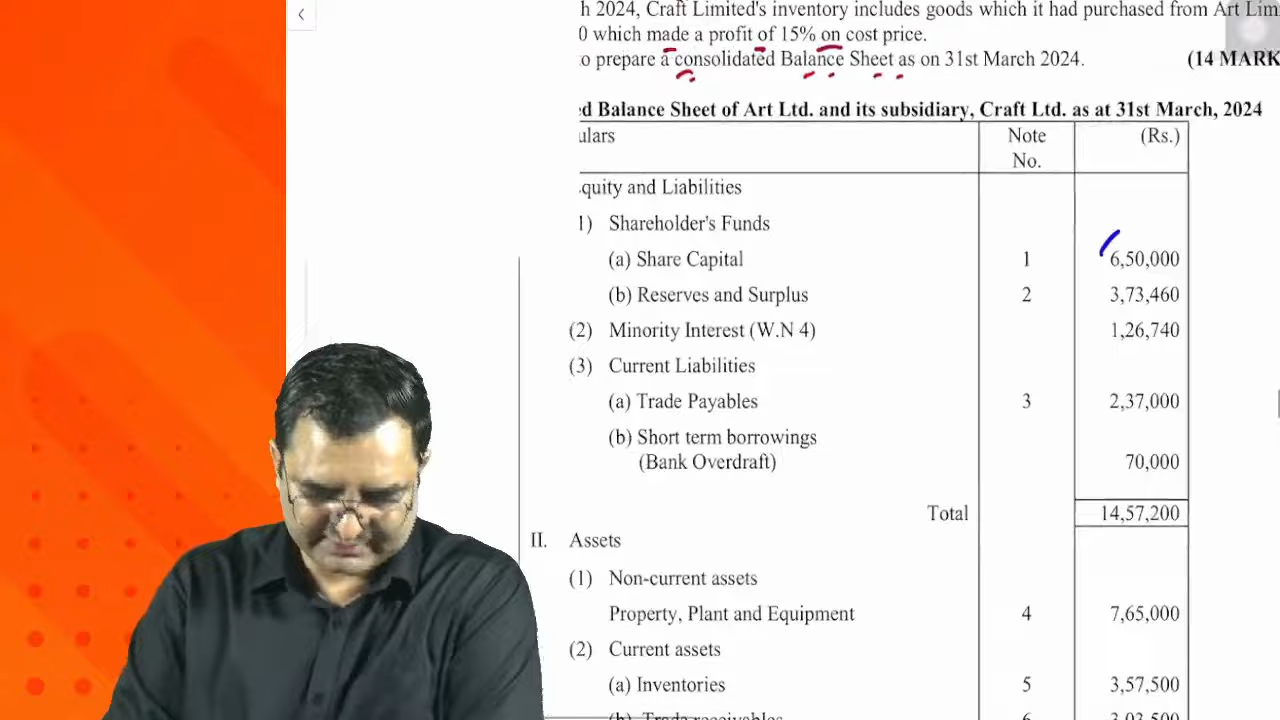 h 2024, Craft Limited's inventory includes goods which it had purchased from Art Lim
0 which made a profit of 15% on cost price.
o prepare a consolidated Balance Sheet as on 31st March 2024. (14 MARK
d Balance Sheet of Art Ltd. and its subsidiary, Craft Ltd. as at 31st March, 2024
ulars Note No. (Rs.)
quity and Liabilities
1) Shareholder's Funds
(a) Share Capital 1 6,50,000
(b) Reserves and Surplus 2 3,73,460
(2) Minority Interest (W.N 4) 1,26,740
(3) Current Liabilities
(a) Trade Payables 3 2,37,000
(b) Short term borrowings
(Bank Overdraft) 70,000
Total 14,57,200
II. Assets
(1) Non-current assets
Property, Plant and Equipment 4 7,65,000
(2) Current assets
(a) Inventories 5 3,57,500
(b) Trade receivables 6 3,03,500